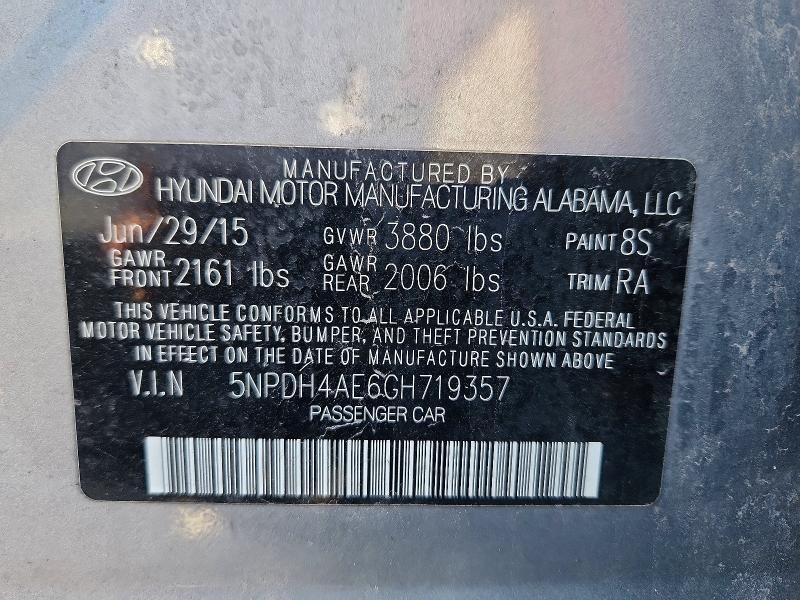 MANUFACTURED BY
HYUNDAI MOTOR MANUFACTURING ALABAMA, LLC
Jun/29/15 GVWR 3880 lbs PAINT 8S
GAWR FRONT 2161 lbs GAWR REAR 2006 lbs TRIM RA
THIS VEHICLE CONFORMS TO ALL APPLICABLE U.S.A. FEDERAL
MOTOR VEHICLE SAFETY, BUMPER, AND THEFT PREVENTION STANDARDS
IN EFFECT ON THE DATE OF MANUFACTURE SHOWN ABOVE
V.I.N 5NPDH4AE6GH719357
PASSENGER CAR